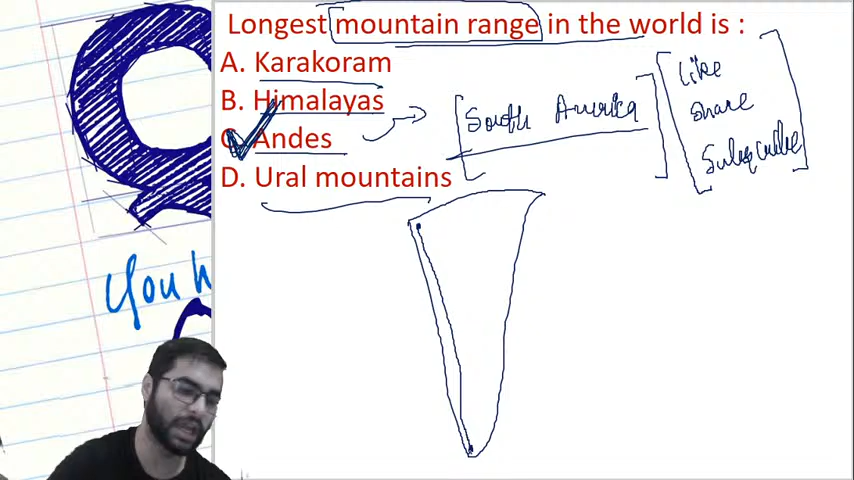 Longest mountain range in the world is :
A. Karakoram
B. Himalayas
C. Andes
D. Ural mountains
South America
Like
Share
Subscribe
You